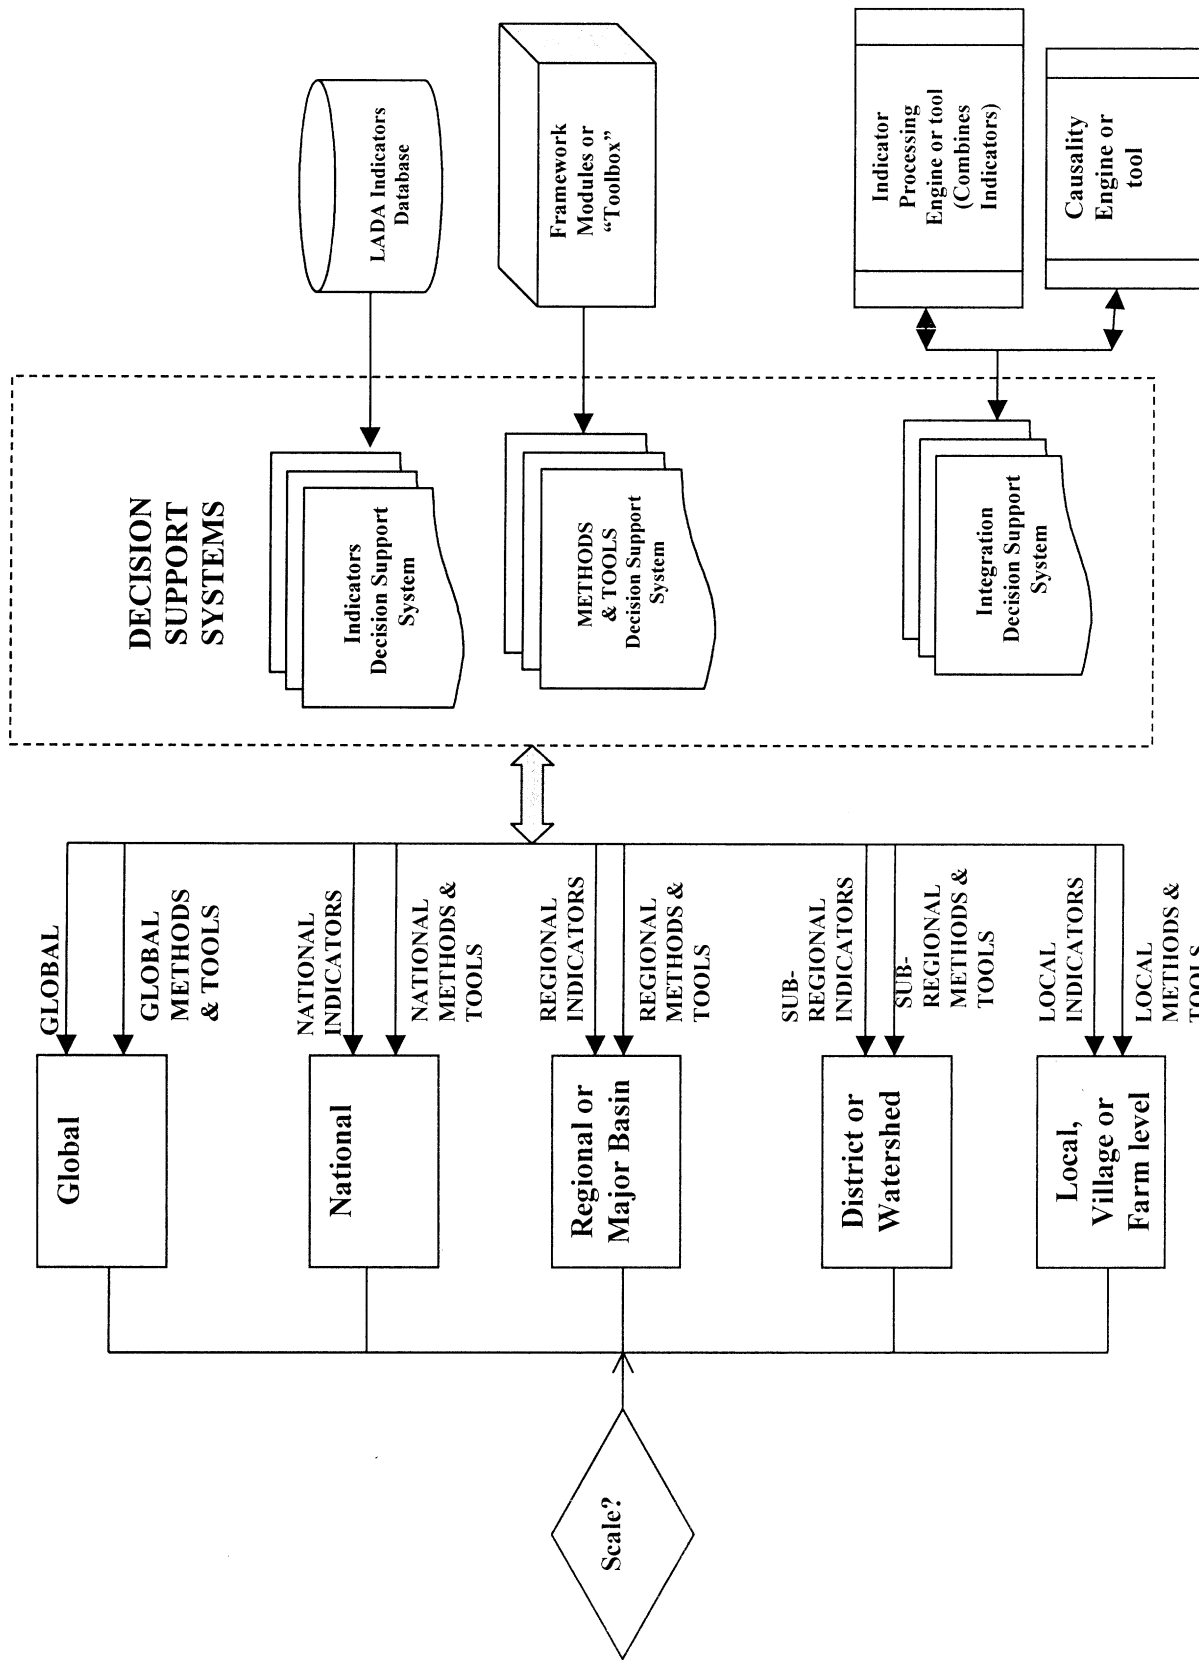 Scale?
Global
National
Regional or
Major Basin
District or
Watershed
Local,
Village or
Farm level
GLOBAL
GLOBAL
METHODS
& TOOLS
NATIONAL
INDICATORS
NATIONAL
METHODS &
TOOLS
REGIONAL
INDICATORS
REGIONAL
METHODS &
TOOLS
SUB-
REGIONAL
INDICATORS
SUB-
REGIONAL
METHODS &
TOOLS
LOCAL
INDICATORS
LOCAL
METHODS &
TOOLS
DECISION
SUPPORT
SYSTEMS
Indicators
Decision Support
System
METHODS
& TOOLS
Decision Support
System
Integration
Decision Support
System
LADA Indicators
Database
Framework
Modules or
“Toolbox”
Indicator
Processing
Engine or tool
(Combines
Indicators)
Causality
Engine or
tool